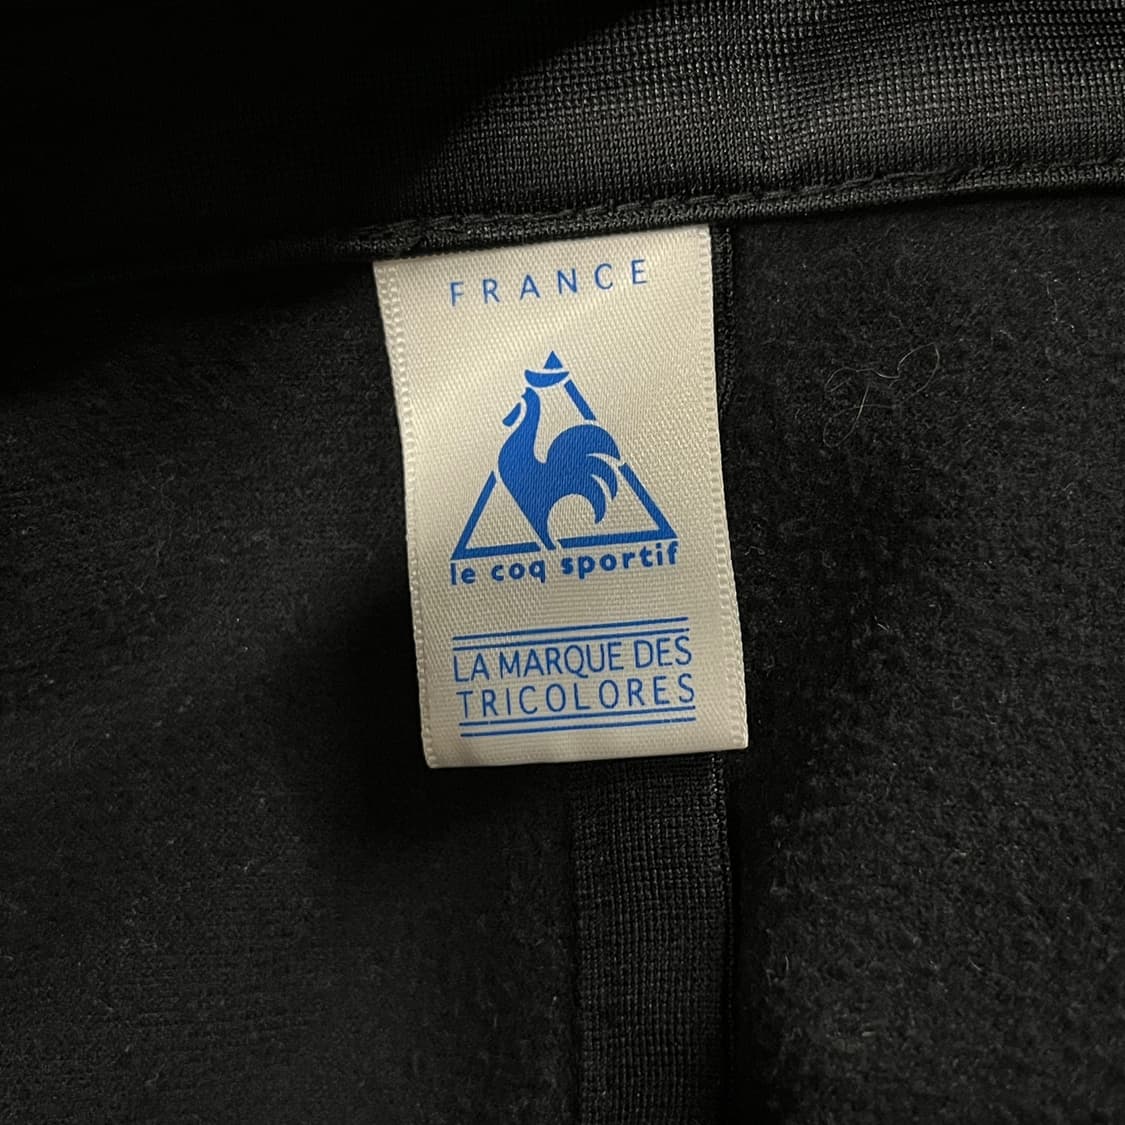 FRANCE
le coq sportif
LA MARQUE DES
TRICOLORES